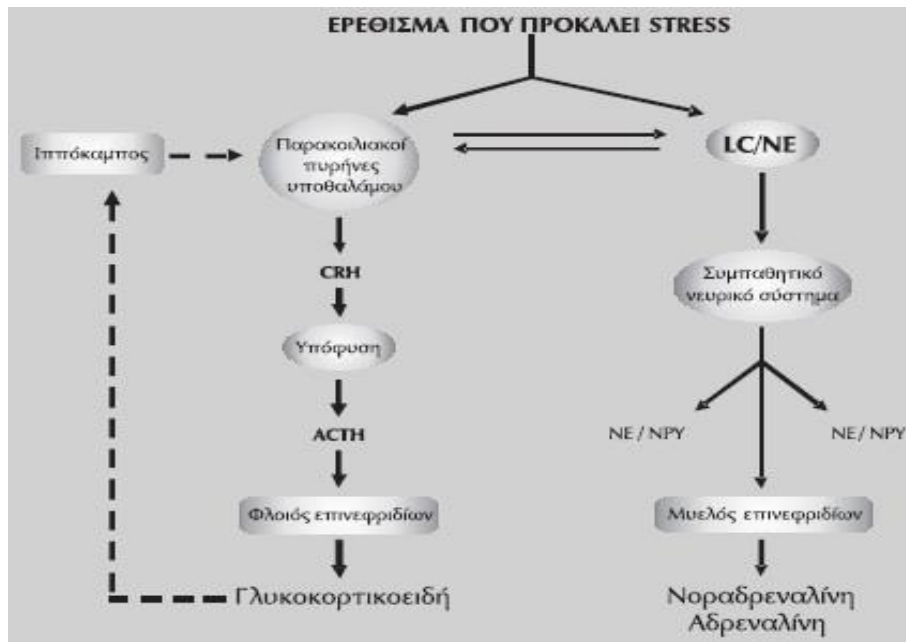 ΕΡΕΘΙΣΜΑ ΠΟΥ ΠΡΟΚΑΛΕΙ STRESS
Ιππόκαμπος
Παρακοιλιακοί
πυρήνες
υποθαλάμου
LC/NE
CRH
Συμπαθητικό
νευρικό σύστημα
Υπόφυση
ACTH
NE / NPY
NE / NPY
Φλοιός επινεφριδίων
Μυελός επινεφριδίων
Γλυκοκορτικοειδή
Νοραδρεναλίνη
Αδρεναλίνη